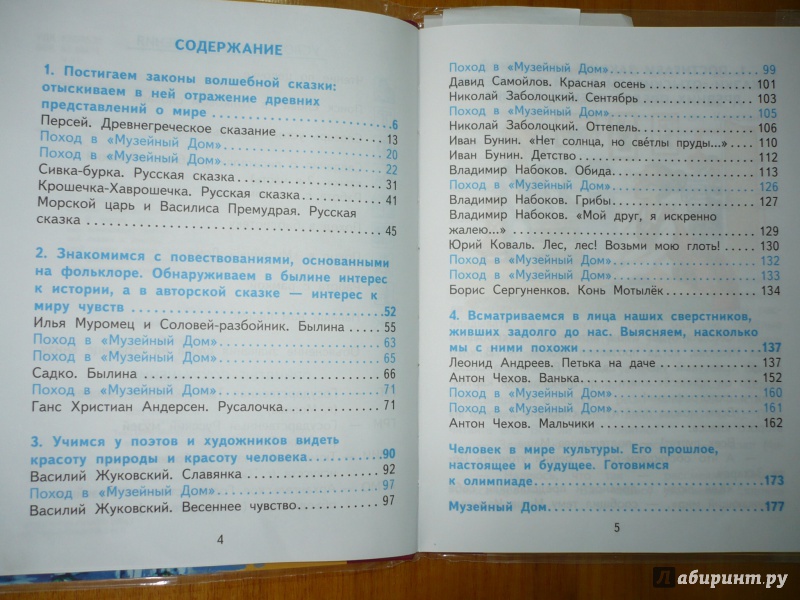 СОДЕРЖАНИЕ
1. Постигаем законы волшебной сказки:
отыскиваем в ней отражение древних
представлений о мире ..... 6
Персей. Древнегреческое сказание ..... 13
Поход в «Музейный Дом» ..... 20
Поход в «Музейный Дом» ..... 22
Сивка-бурка. Русская сказка ..... 31
Крошечка-Хаврошечка. Русская сказка ..... 41
Морской царь и Василиса Премудрая. Русская
сказка ..... 45
2. Знакомимся с повествованиями, основанными
на фольклоре. Обнаруживаем в былине интерес
к истории, а в авторской сказке — интерес к
миру чувств ..... 52
Илья Муромец и Соловей-разбойник. Былина ..... 55
Поход в «Музейный Дом» ..... 63
Поход в «Музейный Дом» ..... 65
Садко. Былина ..... 66
Поход в «Музейный Дом» ..... 71
Ганс Христиан Андерсен. Русалочка ..... 71
3. Учимся у поэтов и художников видеть
красоту природы и красоту человека ..... 90
Василий Жуковский. Славянка ..... 92
Поход в «Музейный Дом» ..... 97
Василий Жуковский. Весеннее чувство ..... 97
4
Поход в «Музейный Дом» ..... 99
Давид Самойлов. Красная осень ..... 101
Николай Заболоцкий. Сентябрь ..... 103
Поход в «Музейный Дом» ..... 105
Николай Заболоцкий. Оттепель ..... 106
Иван Бунин. «Нет солнца, но светлы пруды...» ..... 110
Иван Бунин. Детство ..... 112
Владимир Набоков. Обида ..... 113
Поход в «Музейный Дом» ..... 126
Владимир Набоков. Грибы ..... 127
Владимир Набоков. «Мой друг, я искренно
жалею...» ..... 129
Юрий Коваль. Лес, лес! Возьми мою глоть! ..... 130
Поход в «Музейный Дом» ..... 132
Поход в «Музейный Дом» ..... 133
Борис Сергуненков. Конь Мотылёк ..... 134
4. Всматриваемся в лица наших сверстников,
живших задолго до нас. Выясняем, насколько
мы с ними похожи ..... 137
Леонид Андреев. Петька на даче ..... 137
Антон Чехов. Ванька ..... 152
Поход в «Музейный Дом» ..... 160
Поход в «Музейный Дом» ..... 161
Антон Чехов. Мальчики ..... 162
Человек в мире культуры. Его прошлое,
настоящее и будущее. Готовимся
к олимпиаде ..... 173
Музейный Дом ..... 177
5
Лабиринт.ру